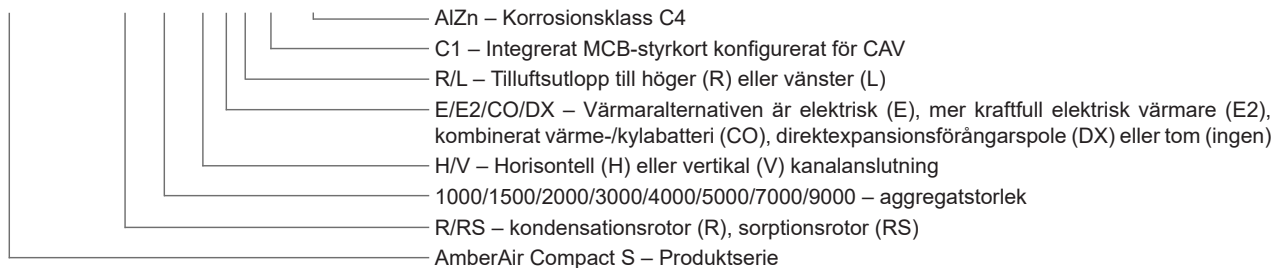 AlZn – Korrosionsklass C4
C1 – Integrerat MCB-styrkort konfigurerat för CAV
R/L – Tilluftsutlopp till höger (R) eller vänster (L)
E/E2/CO/DX – Värmaralternativen är elektrisk (E), mer kraftfull elektrisk värmare (E2),
kombinerat värme-/kylabatteri (CO), direktexpansionsförångarspole (DX) eller tom (ingen)
H/V – Horisontell (H) eller vertikal (V) kanalanslutning
1000/1500/2000/3000/4000/5000/7000/9000 – aggregatstorlek
R/RS – kondensationsrotor (R), sorptionsrotor (RS)
AmberAir Compact S – Produktserie